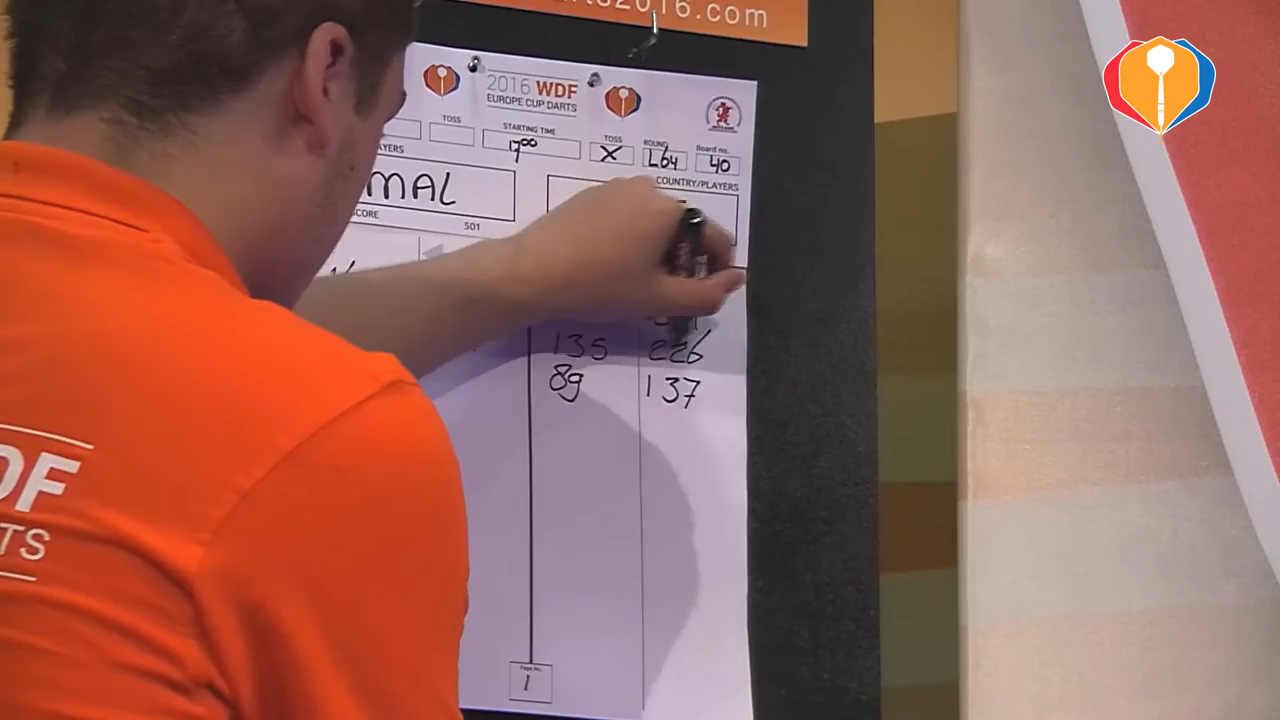 2016.com
2016 WDF
EUROPE CUP DARTS
TOSS
STARTING TIME
TOSS
ROUND
Board no.
17⁰⁰
X
L64
40
COUNTRY/PLAYERS
MAL
SCORE
501
135 226
89 137
DF
TS
Page No.
1